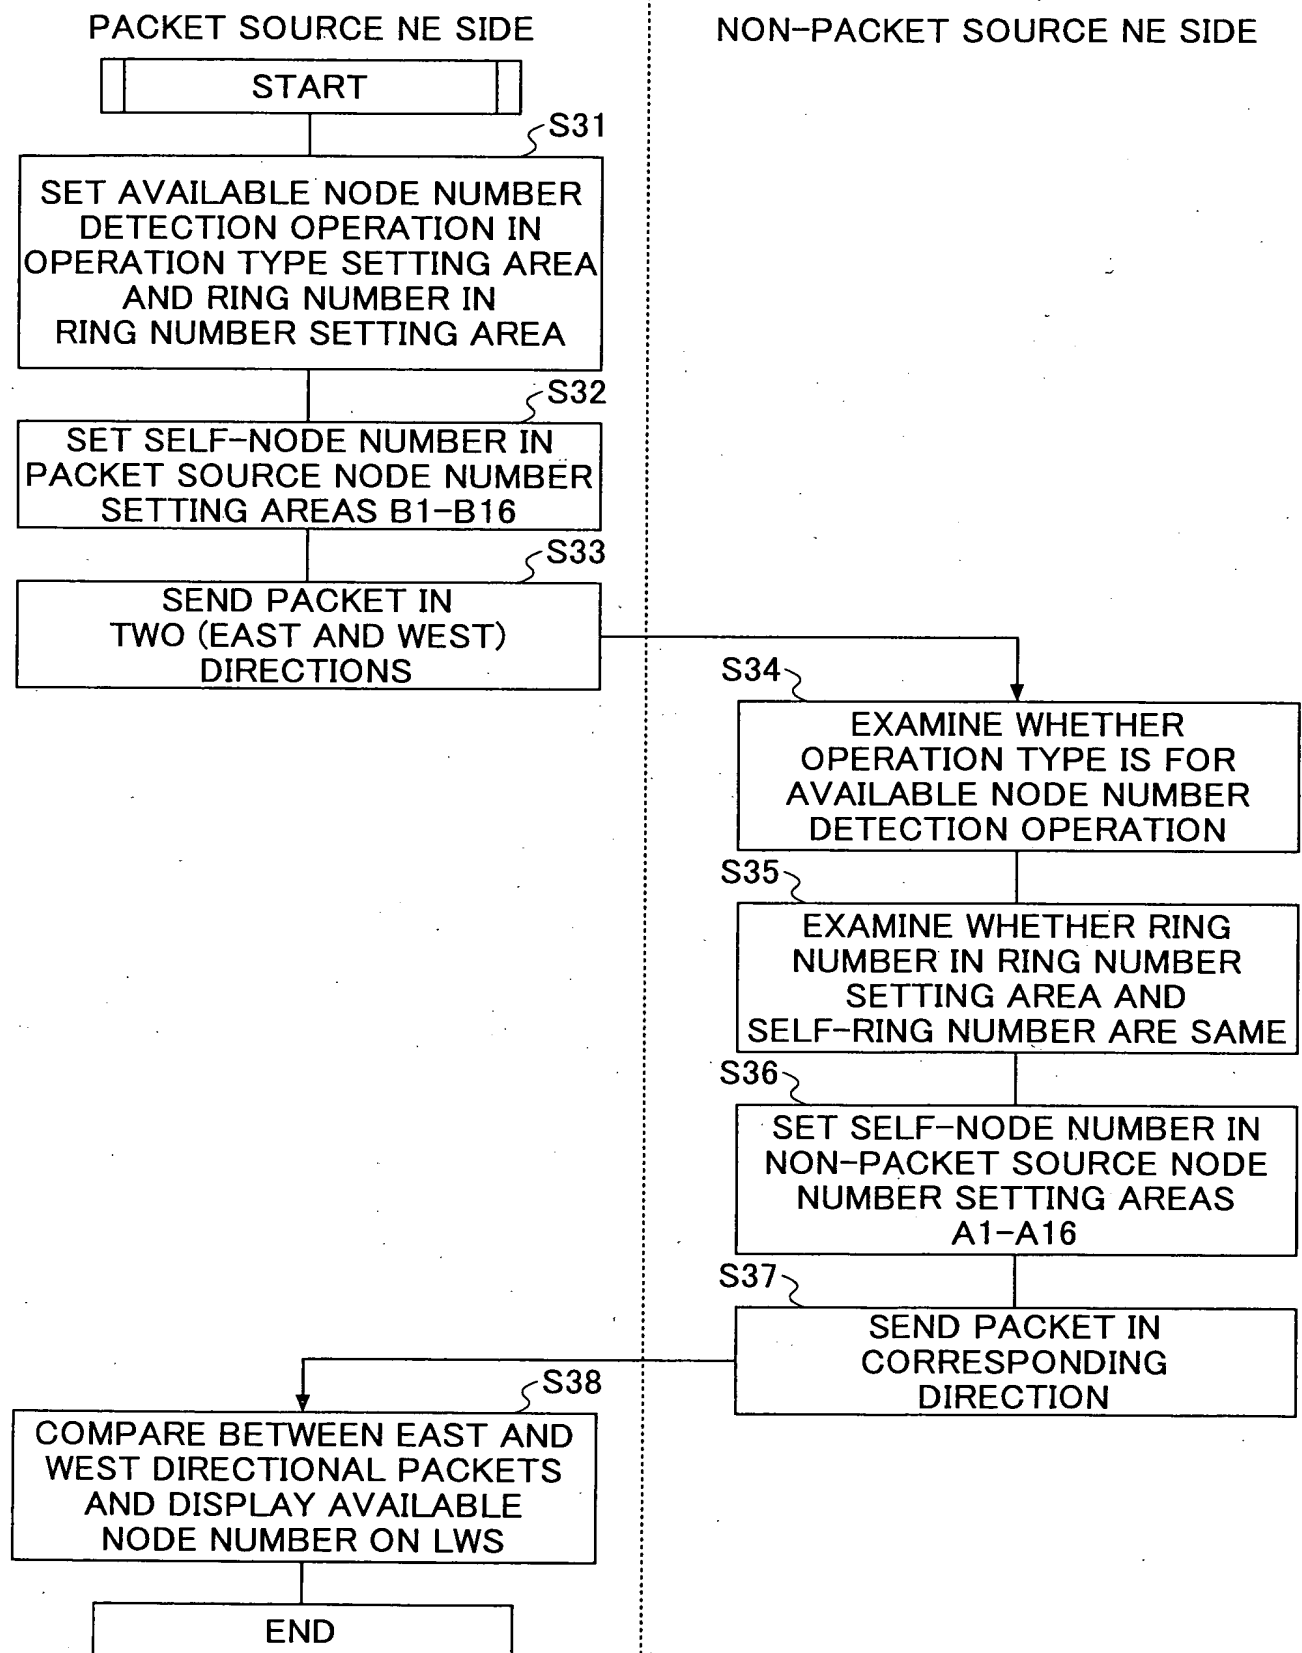 PACKET SOURCE NE SIDE
NON-PACKET SOURCE NE SIDE
START
S31
SET AVAILABLE NODE NUMBER
DETECTION OPERATION IN
OPERATION TYPE SETTING AREA
AND RING NUMBER IN
RING NUMBER SETTING AREA
S32
SET SELF-NODE NUMBER IN
PACKET SOURCE NODE NUMBER
SETTING AREAS B1-B16
S33
SEND PACKET IN
TWO (EAST AND WEST)
DIRECTIONS
S34
EXAMINE WHETHER
OPERATION TYPE IS FOR
AVAILABLE NODE NUMBER
DETECTION OPERATION
S35
EXAMINE WHETHER RING
NUMBER IN RING NUMBER
SETTING AREA AND
SELF-RING NUMBER ARE SAME
S36
SET SELF-NODE NUMBER IN
NON-PACKET SOURCE NODE
NUMBER SETTING AREAS
A1-A16
S37
SEND PACKET IN
CORRESPONDING
DIRECTION
S38
COMPARE BETWEEN EAST AND
WEST DIRECTIONAL PACKETS
AND DISPLAY AVAILABLE
NODE NUMBER ON LWS
END